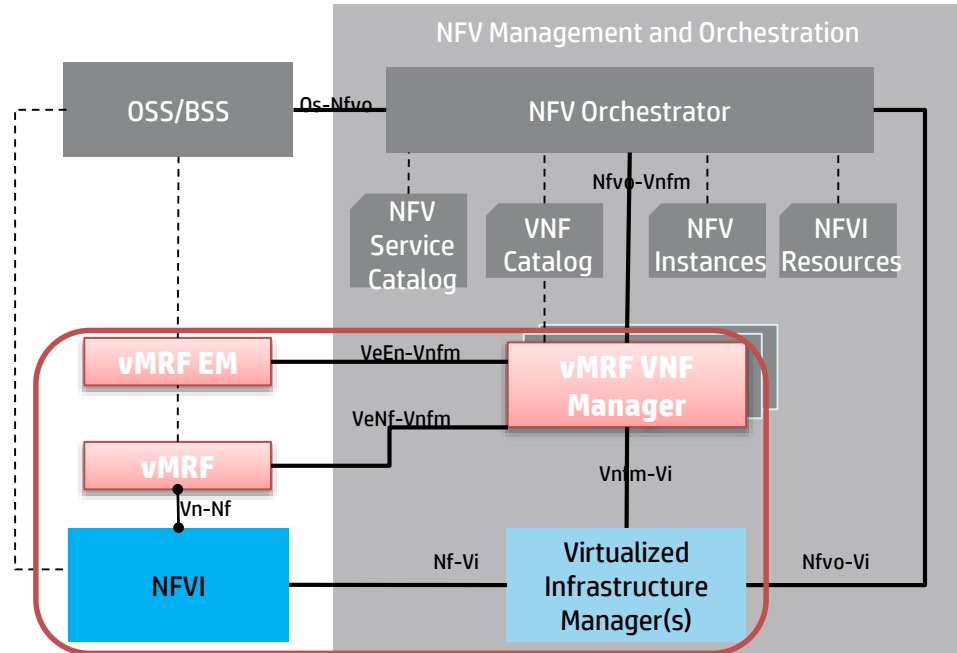 NFV Management and Orchestration
OSS/BSS
Os-Nfvo
NFV Orchestrator
Nfvo-Vnfm
NFV
Service
Catalog
VNF
Catalog
NFV
Instances
NFVI
Resources
vMRF EM
VeEn-Vnfm
vMRF VNF
Manager
VeNf-Vnfm
vMRF
Vnfm-Vi
Vn-Nf
NFVI
Nf-Vi
Virtualized
Infrastructure
Manager(s)
Nfvo-Vi